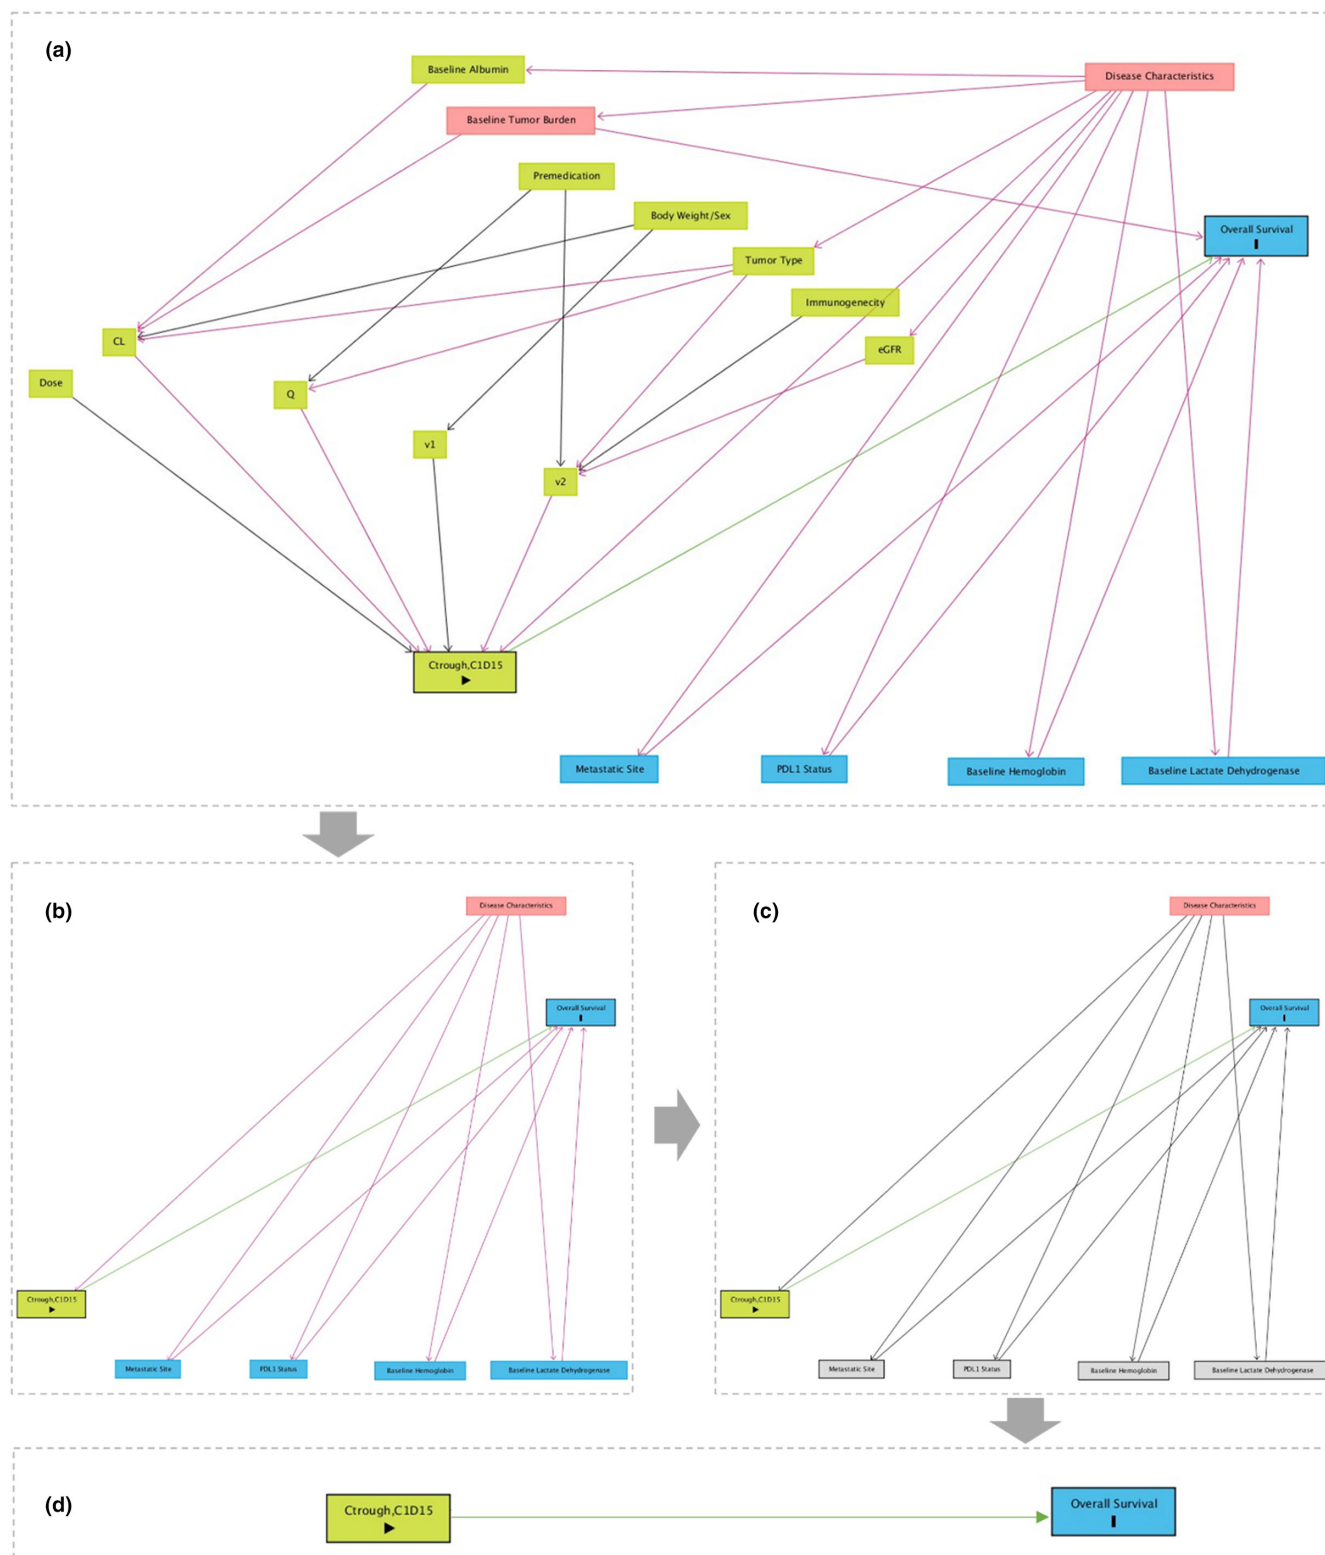 (a)
Baseline Albumin
Disease Characteristics
Baseline Tumor Burden
Premedication
Body Weight/Sex
Overall Survival
Tumor Type
Immunogenecity
CL
eGFR
Dose
Q
v1
v2
Ctrough,C1D15
Metastatic Site
PDL1 Status
Baseline Hemoglobin
Baseline Lactate Dehydrogenase
(b)
Disease Characteristics
Overall Survival
Ctrough,C1D15
Metastatic Site
PDL1 Status
Baseline Hemoglobin
Baseline Lactate Dehydrogenase
(c)
Disease Characteristics
Overall Survival
Ctrough,C1D15
Metastatic Site
PDL1 Status
Baseline Hemoglobin
Baseline Lactate Dehydrogenase
(d)
Ctrough,C1D15
Overall Survival